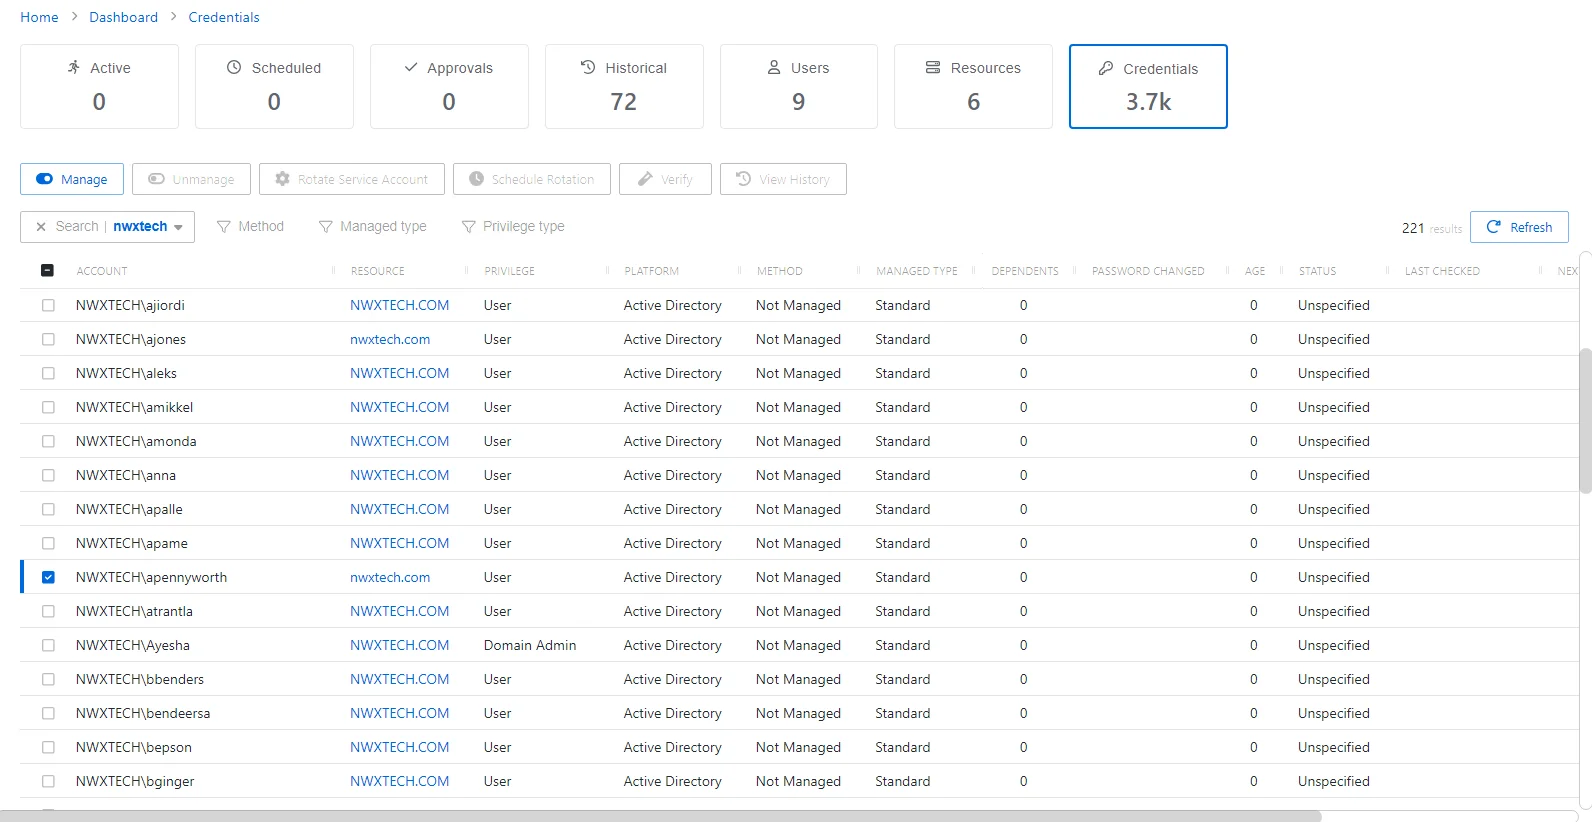 Home > Dashboard > Credentials
Active Scheduled Approvals Historical Users Resources Credentials
0 0 0 72 9 6 3.7k
Manage Unmanage Rotate Service Account Schedule Rotation Verify View History
Search | nwxtech Method Managed type Privilege type 221 results Refresh
ACCOUNT RESOURCE PRIVILEGE PLATFORM METHOD MANAGED TYPE DEPENDENTS PASSWORD CHANGED AGE STATUS LAST CHECKED NEX
NWXTECH\ajiordi NWXTECH.COM User Active Directory Not Managed Standard 0 0 Unspecified
NWXTECH\ajones nwxtech.com User Active Directory Not Managed Standard 0 0 Unspecified
NWXTECH\aleks NWXTECH.COM User Active Directory Not Managed Standard 0 0 Unspecified
NWXTECH\amikkel NWXTECH.COM User Active Directory Not Managed Standard 0 0 Unspecified
NWXTECH\amonda NWXTECH.COM User Active Directory Not Managed Standard 0 0 Unspecified
NWXTECH\anna NWXTECH.COM User Active Directory Not Managed Standard 0 0 Unspecified
NWXTECH\apalle NWXTECH.COM User Active Directory Not Managed Standard 0 0 Unspecified
NWXTECH\apame NWXTECH.COM User Active Directory Not Managed Standard 0 0 Unspecified
NWXTECH\apennyworth nwxtech.com User Active Directory Not Managed Standard 0 0 Unspecified
NWXTECH\atrantla NWXTECH.COM User Active Directory Not Managed Standard 0 0 Unspecified
NWXTECH\Ayesha NWXTECH.COM Domain Admin Active Directory Not Managed Standard 0 0 Unspecified
NWXTECH\bbenders NWXTECH.COM User Active Directory Not Managed Standard 0 0 Unspecified
NWXTECH\bendeersa NWXTECH.COM User Active Directory Not Managed Standard 0 0 Unspecified
NWXTECH\bepson NWXTECH.COM User Active Directory Not Managed Standard 0 0 Unspecified
NWXTECH\bginger NWXTECH.COM User Active Directory Not Managed Standard 0 0 Unspecified